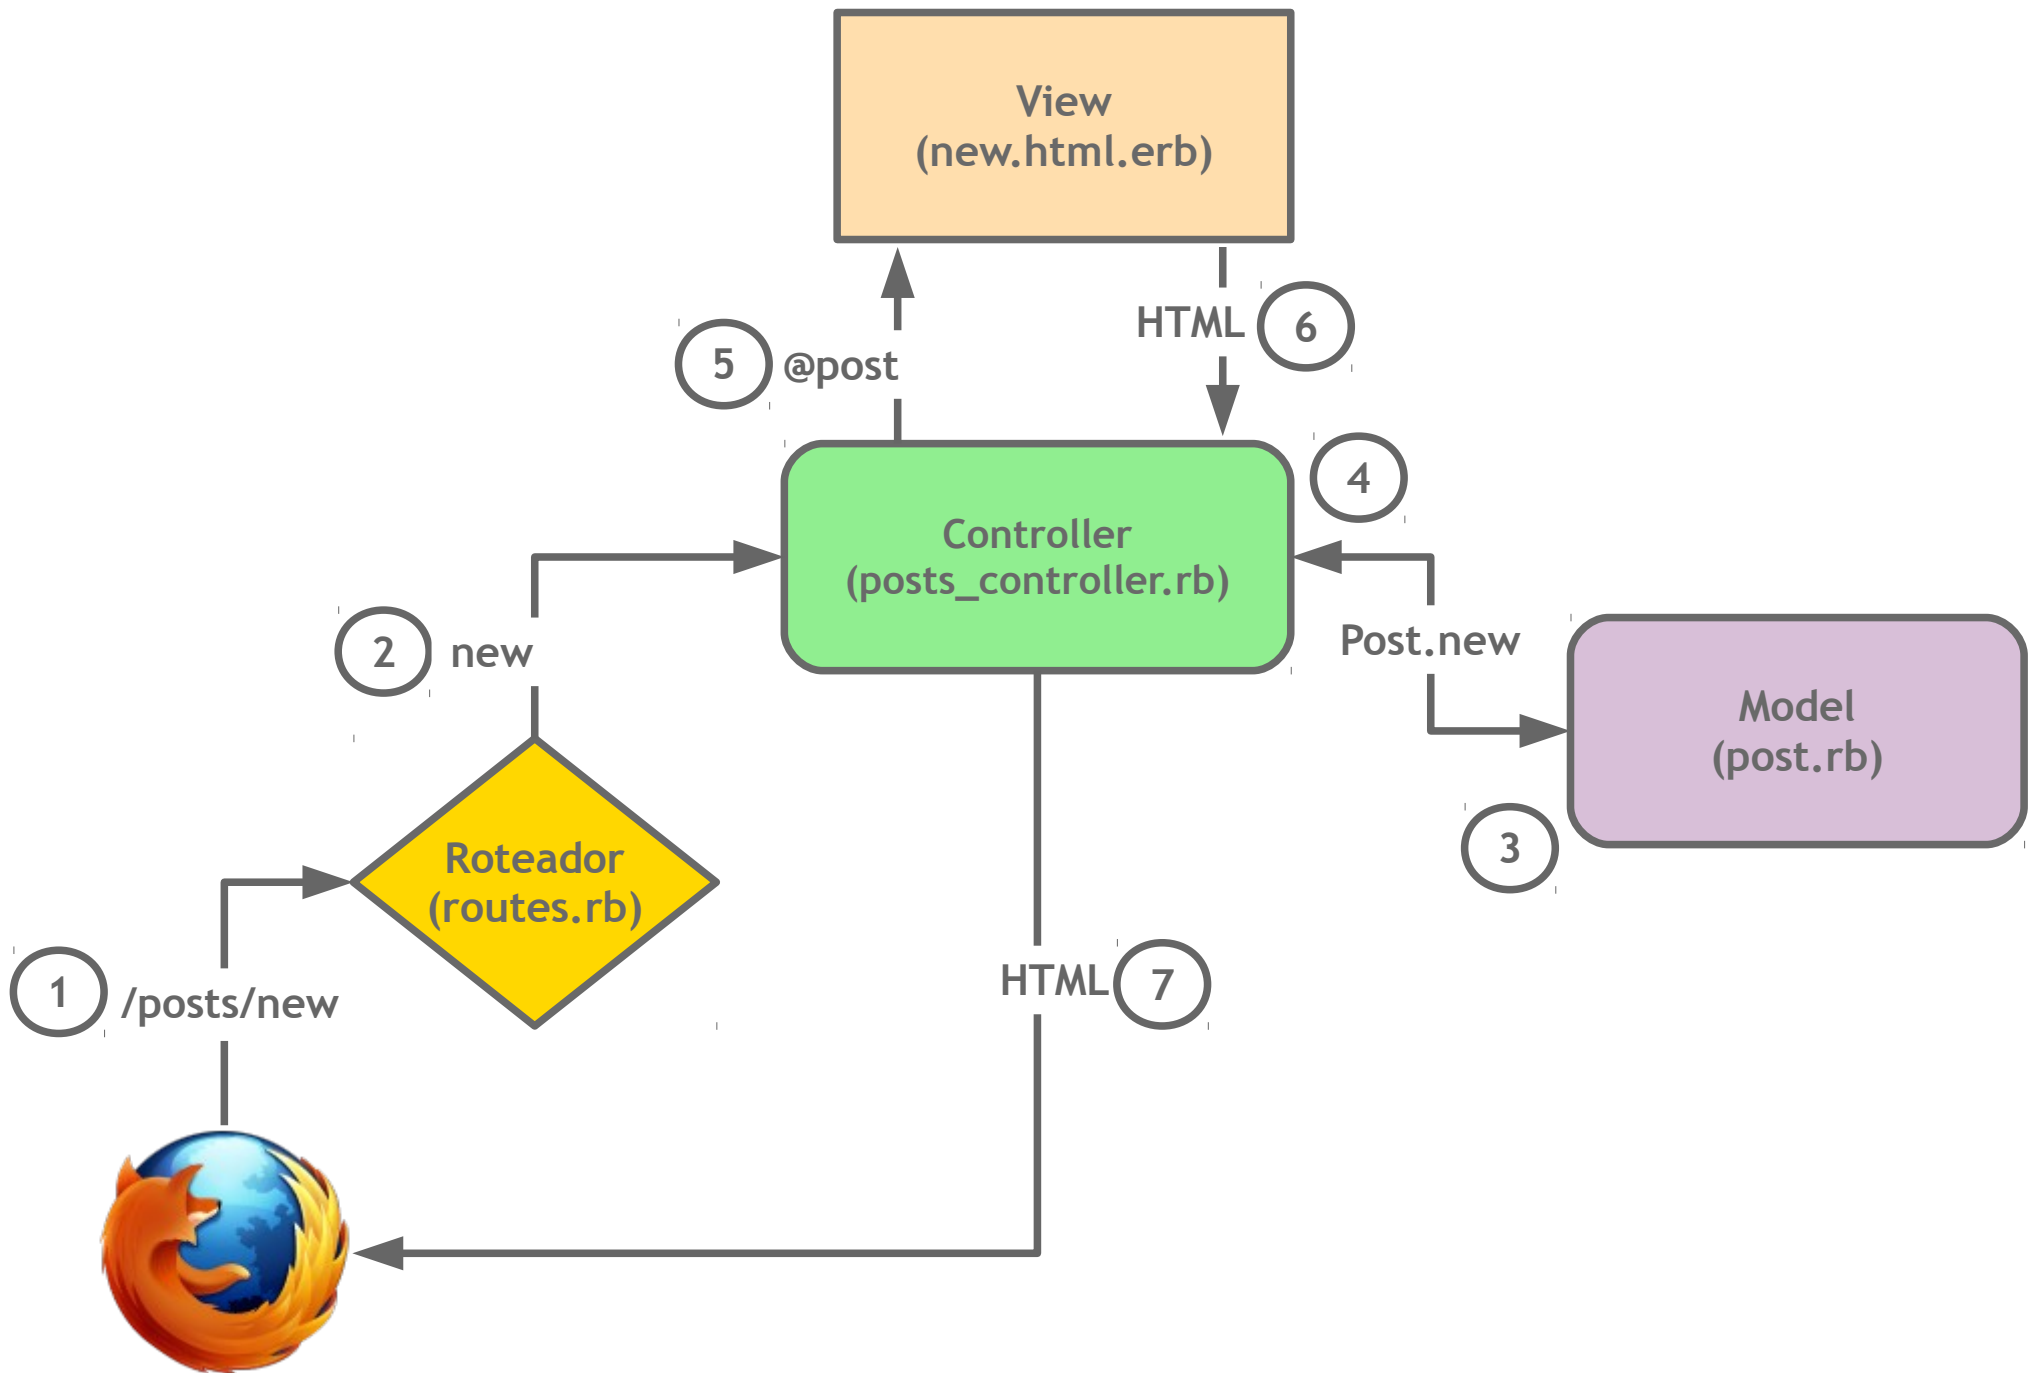 View
(new.html.erb)
HTML
6
5
@post
4
Controller
(posts_controller.rb)
2
new
Post.new
Model
(post.rb)
3
Roteador
(routes.rb)
1
/posts/new
HTML
7